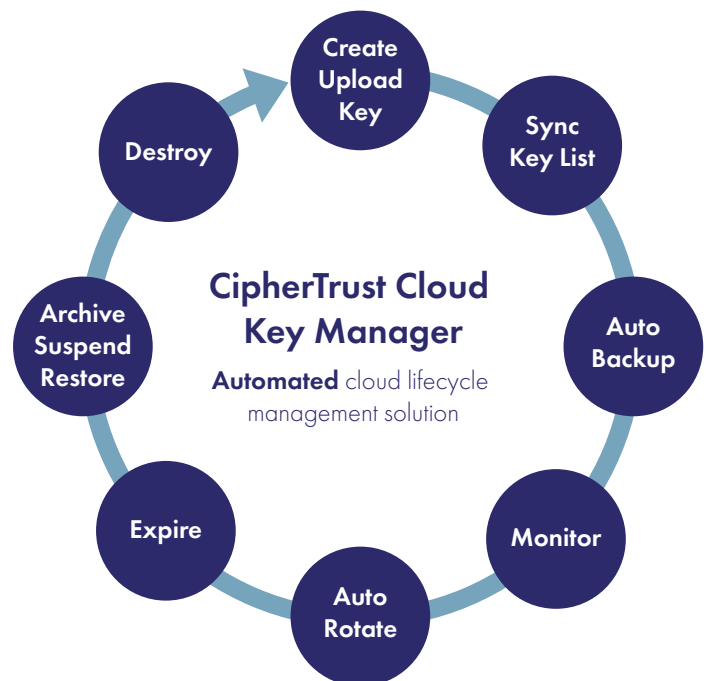 Create
Upload
Key
Sync
Key List
Auto
Backup
Monitor
Auto
Rotate
Expire
Archive
Suspend
Restore
Destroy
CipherTrust Cloud
Key Manager
Automated cloud lifecycle
management solution